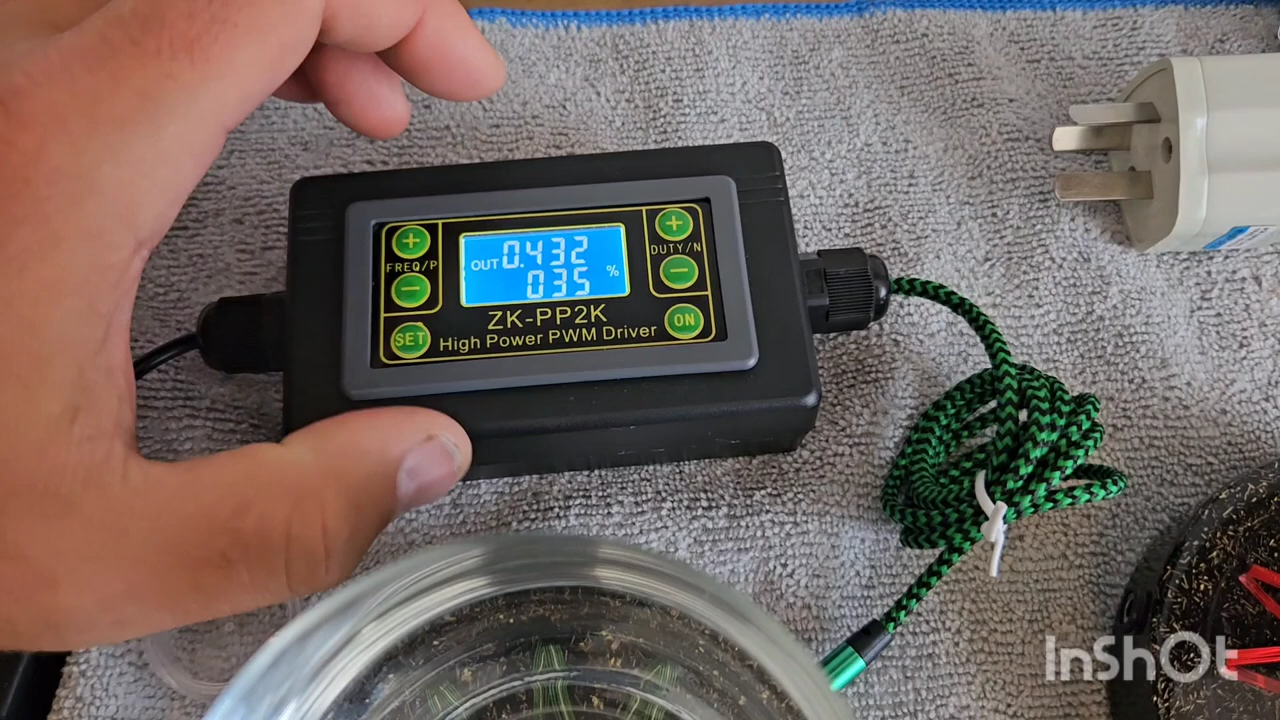 +
FREQ/P
−
SET
OUT 0.432
035 %
+
DUTY/N
−
ON
ZK-PP2K
High Power PWM Driver
InShOt